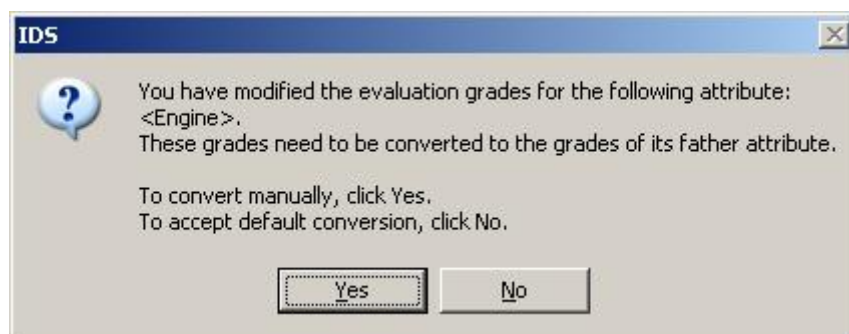 IDS
You have modified the evaluation grades for the following attribute:
<Engine>.
These grades need to be converted to the grades of its father attribute.
To convert manually, click Yes.
To accept default conversion, click No.
Yes
No